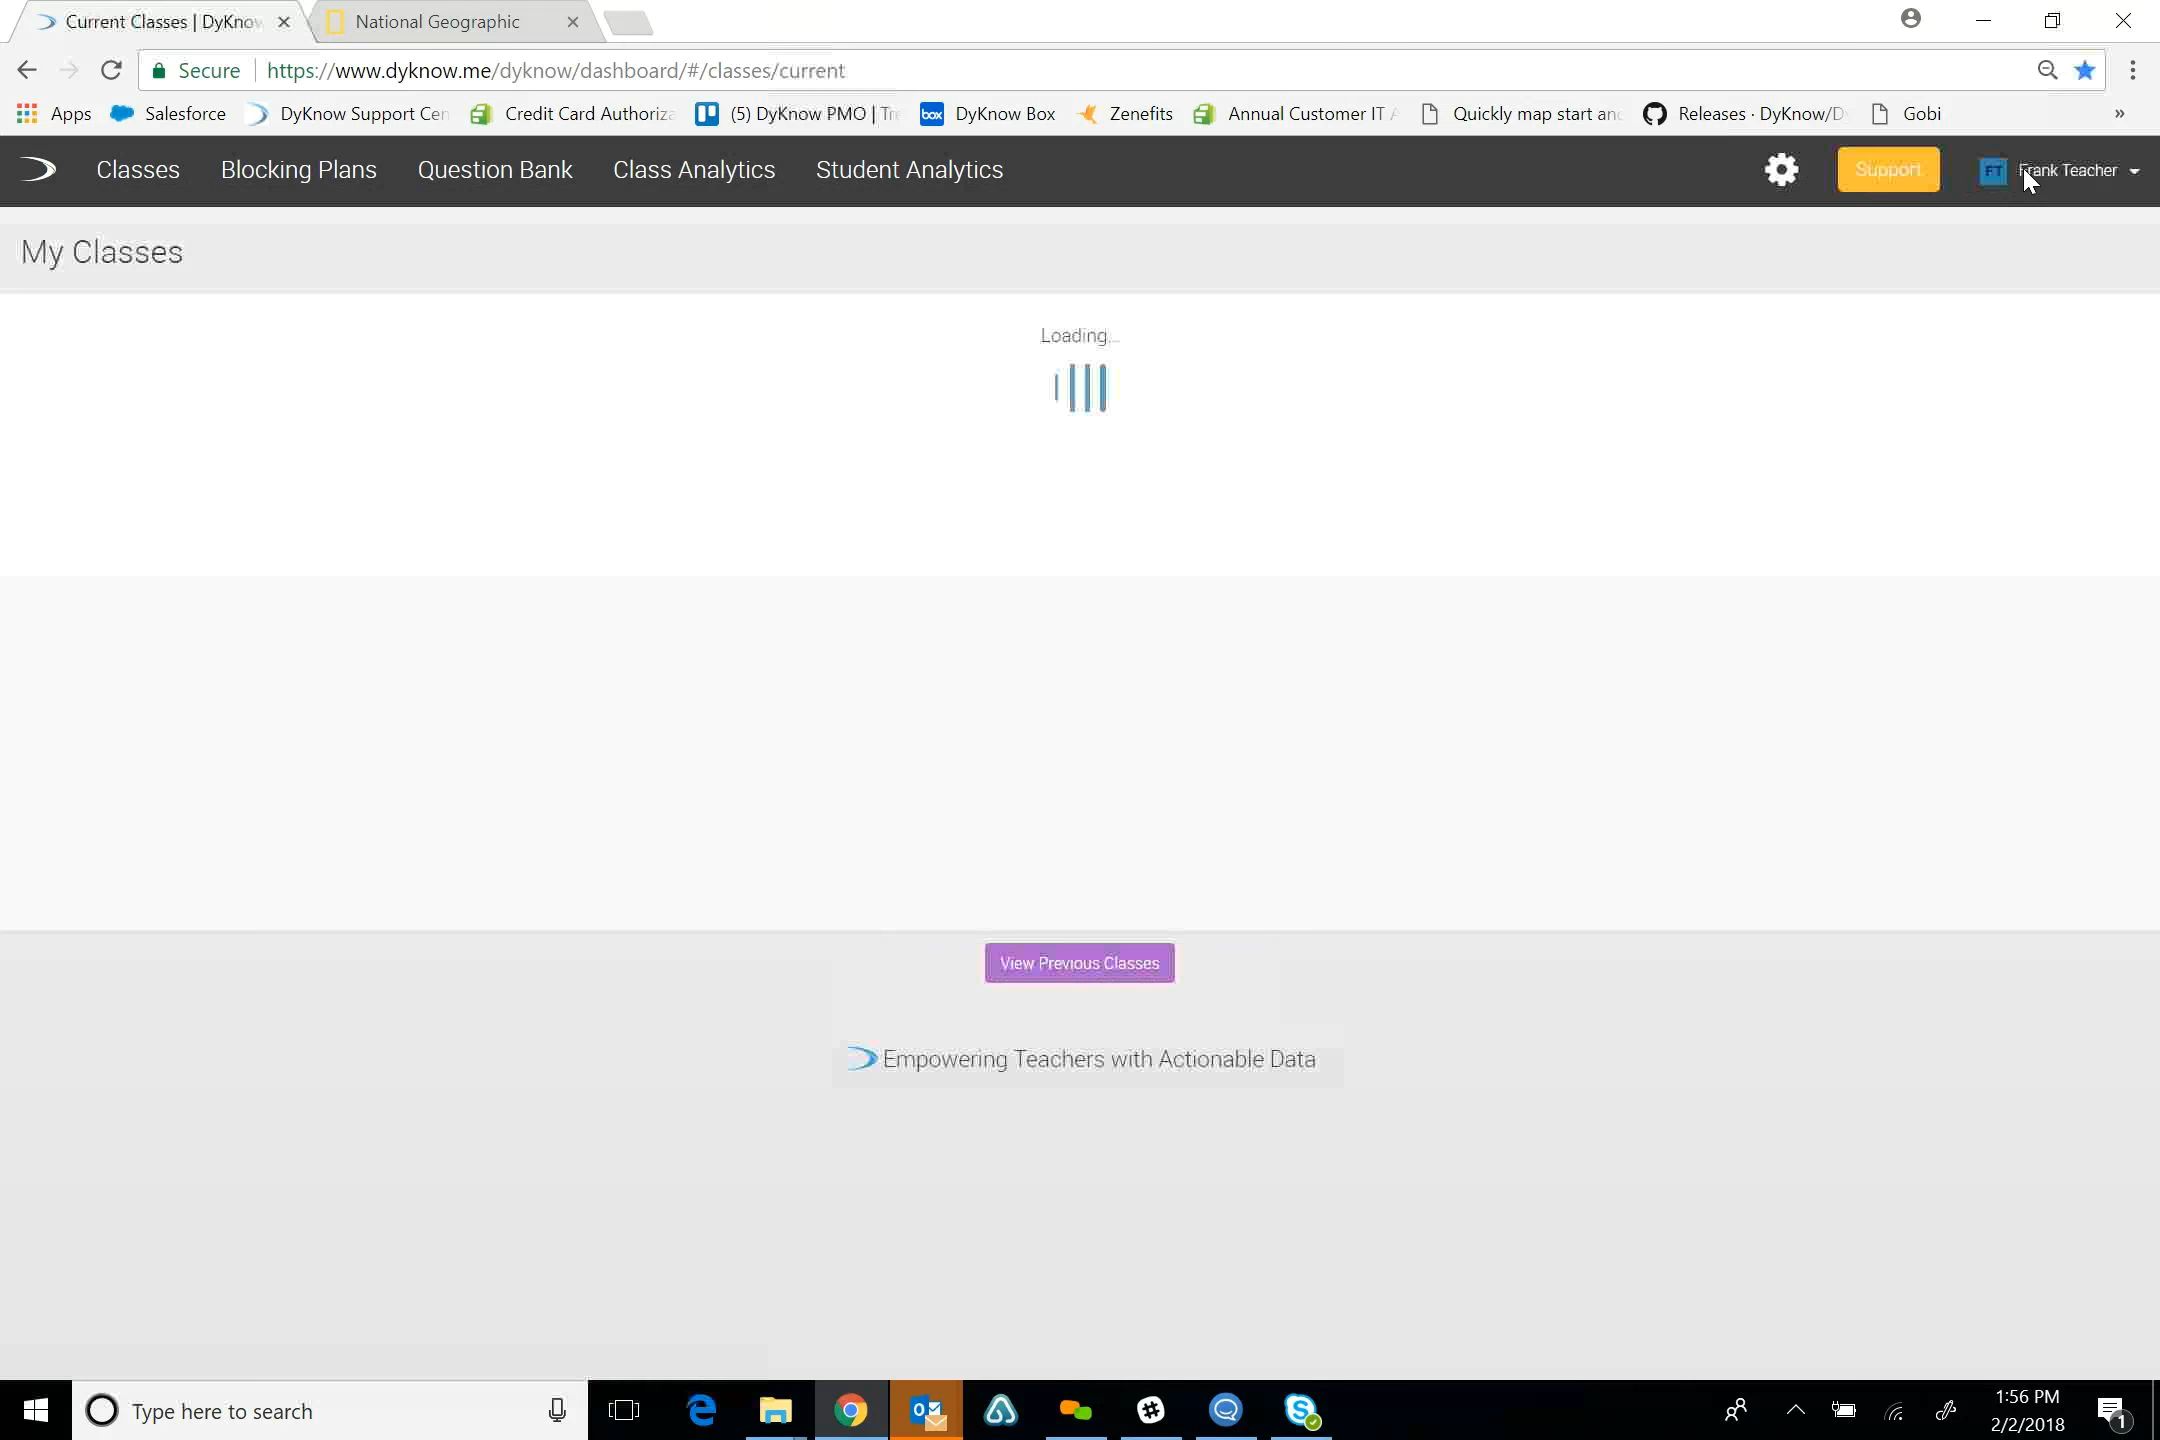 Current Classes | DyKnow
National Geographic
Secure
https://www.dyknow.me/dyknow/dashboard/#/classes/current
Apps
Salesforce
DyKnow Support Cen
Credit Card Authoriza
(5) DyKnow PMO | Tre
box
DyKnow Box
Zenefits
Annual Customer IT A
Quickly map start and
Releases · DyKnow/D
Gobi
»
Classes
Blocking Plans
Question Bank
Class Analytics
Student Analytics
Support
FT
Frank Teacher
My Classes
Loading...
View Previous Classes
Empowering Teachers with Actionable Data
Type here to search
1:56 PM
2/2/2018
1